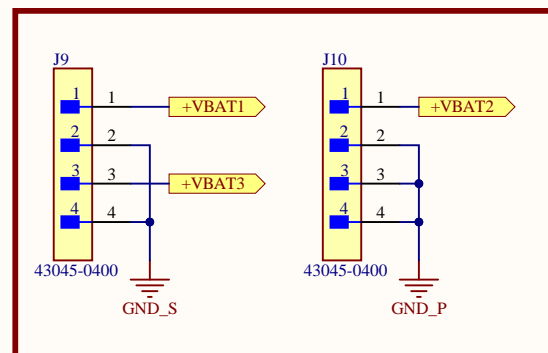 J9
1 1 +VBAT1
2 2
3 3 +VBAT3
4 4
43045-0400
GND_S
J10
1 1 +VBAT2
2 2
3 3
4 4
43045-0400
GND_P